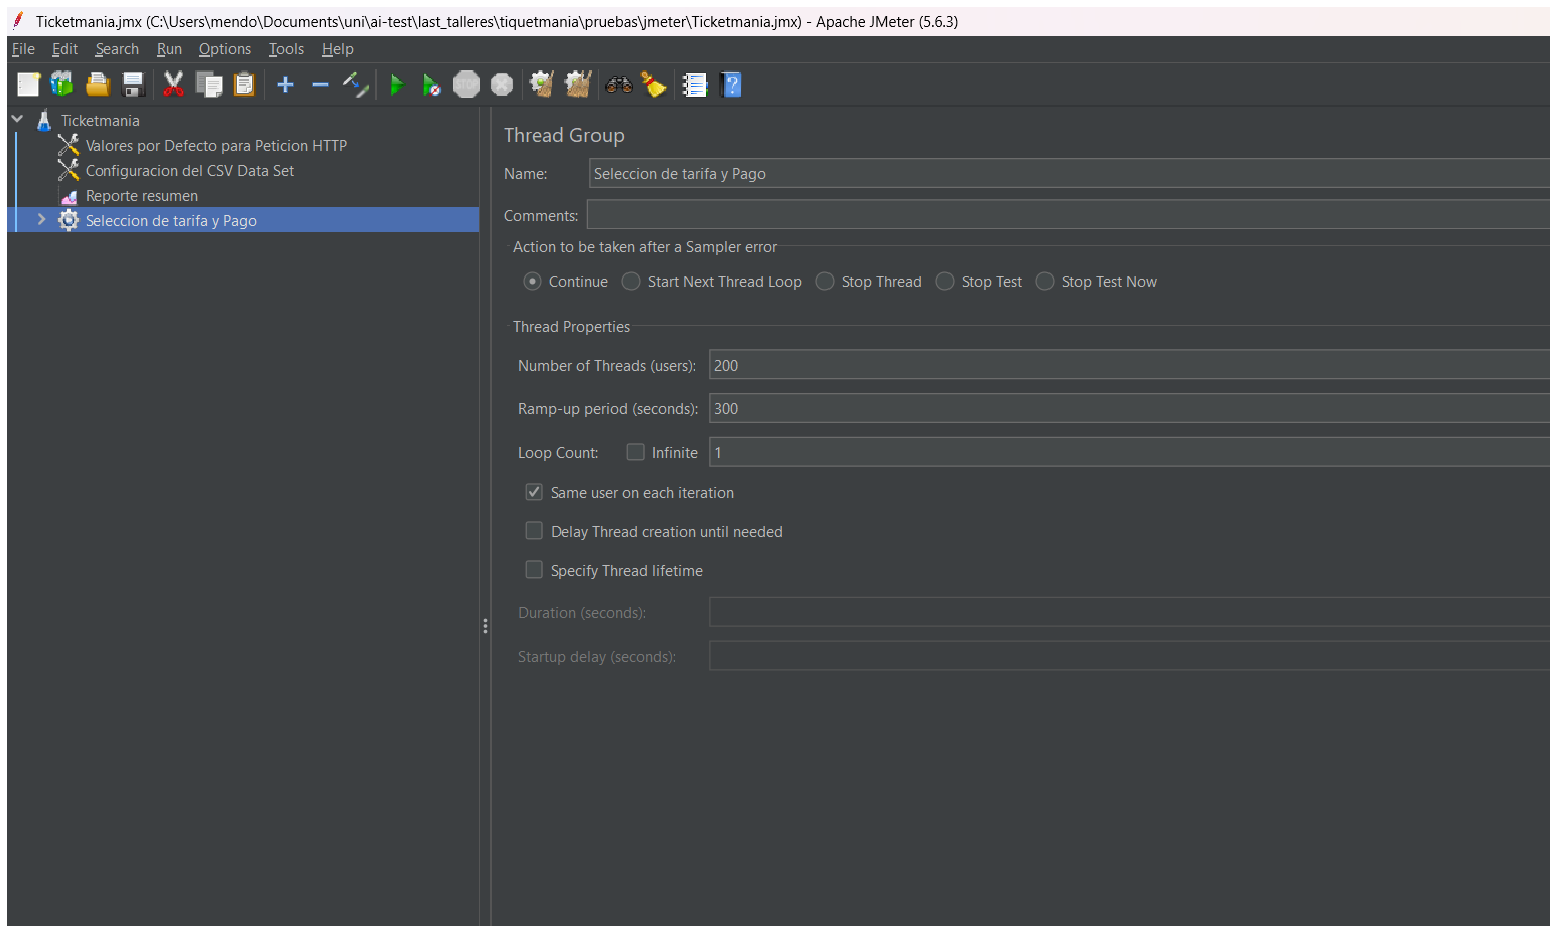 Ticketmania.jmx (C:\Users\mendo\Documents\uni\ai-test\last_talleres\tiquetmania\pruebas\jmeter\Ticketmania.jmx) - Apache JMeter (5.6.3)
File Edit Search Run Options Tools Help
STOP
Ticketmania
Valores por Defecto para Peticion HTTP
Configuracion del CSV Data Set
Reporte resumen
Seleccion de tarifa y Pago
Thread Group
Name: Seleccion de tarifa y Pago
Comments:
Action to be taken after a Sampler error
Continue Start Next Thread Loop Stop Thread Stop Test Stop Test Now
Thread Properties
Number of Threads (users): 200
Ramp-up period (seconds): 300
Loop Count: Infinite 1
Same user on each iteration
Delay Thread creation until needed
Specify Thread lifetime
Duration (seconds):
Startup delay (seconds):